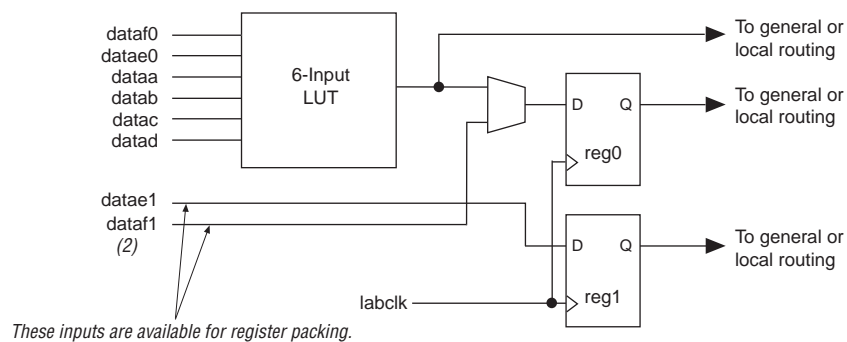 dataf0
datae0
dataa
datab
datac
datad
6-Input
LUT
To general or
local routing
D Q
reg0
To general or
local routing
datae1
dataf1
(2)
D Q
reg1
To general or
local routing
labclk
These inputs are available for register packing.